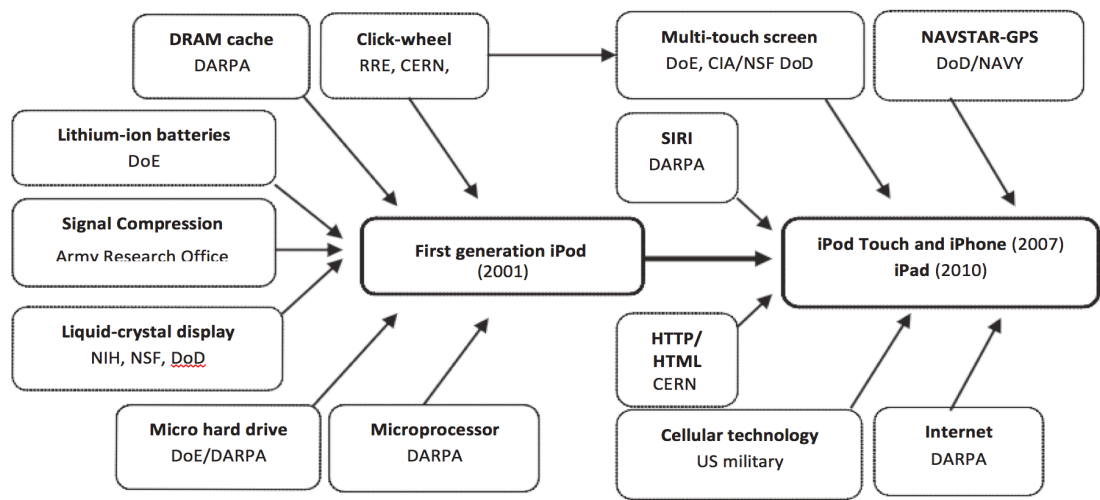 DRAM cache
DARPA
Click-wheel
RRE, CERN,
Multi-touch screen
DoE, CIA/NSF DoD
NAVSTAR-GPS
DoD/NAVY
Lithium-ion batteries
DoE
SIRI
DARPA
Signal Compression
Army Research Office
First generation iPod
(2001)
iPod Touch and iPhone (2007)
iPad (2010)
Liquid-crystal display
NIH, NSF, DoD
HTTP/
HTML
CERN
Micro hard drive
DoE/DARPA
Microprocessor
DARPA
Cellular technology
US military
Internet
DARPA